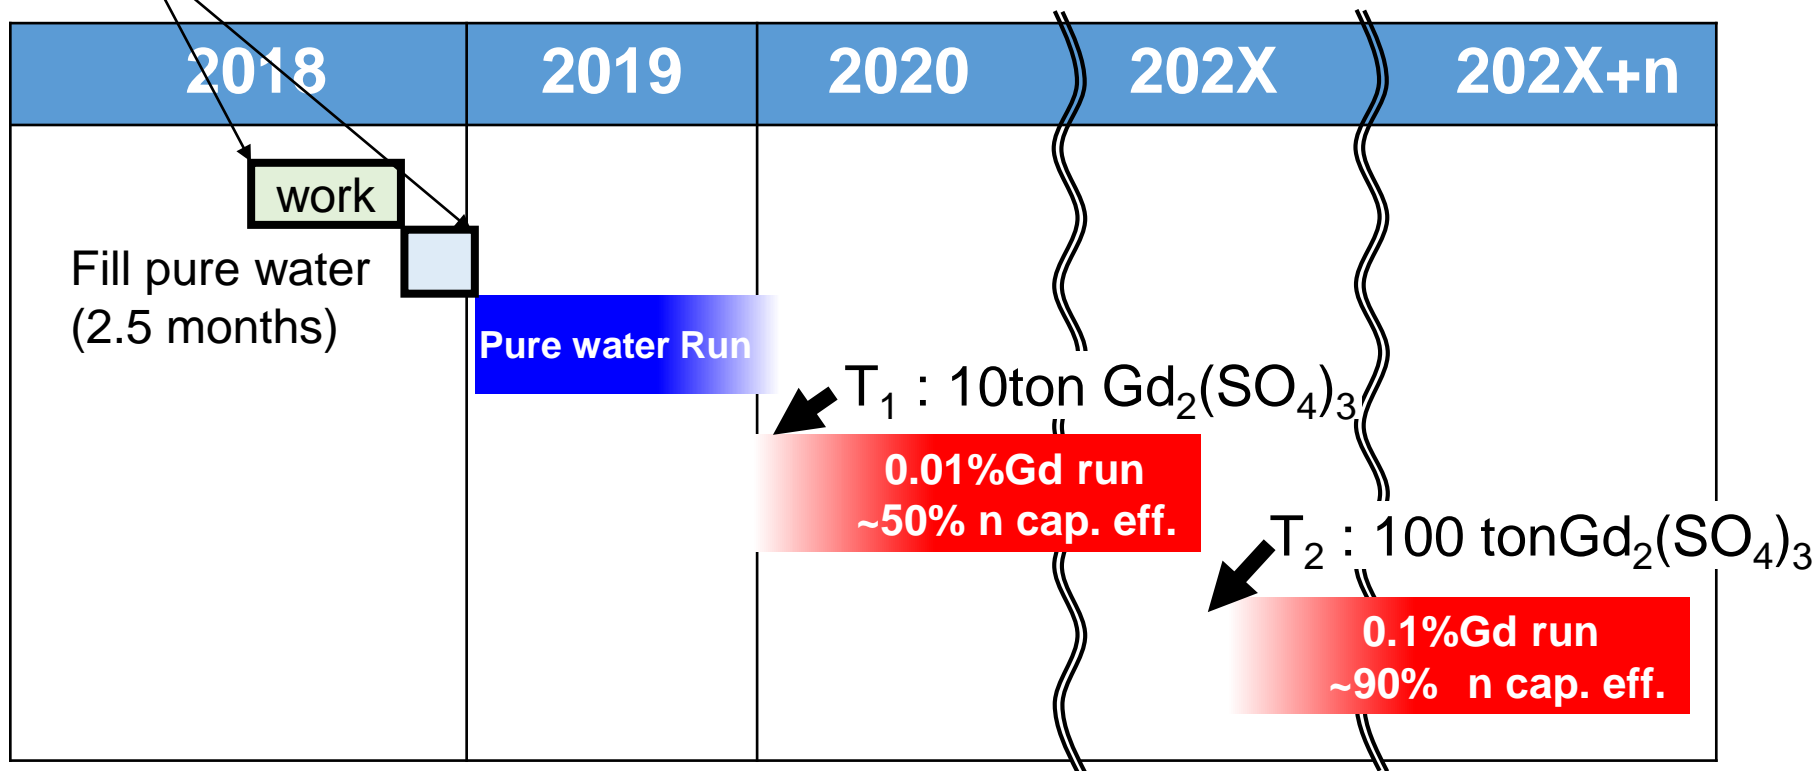 2018 2019 2020 202X 202X+n
work
Fill pure water
(2.5 months)
Pure water Run
T₁ : 10ton Gd₂(SO₄)₃
0.01%Gd run
~50% n cap. eff.
T₂ : 100 tonGd₂(SO₄)₃
0.1%Gd run
~90% n cap. eff.